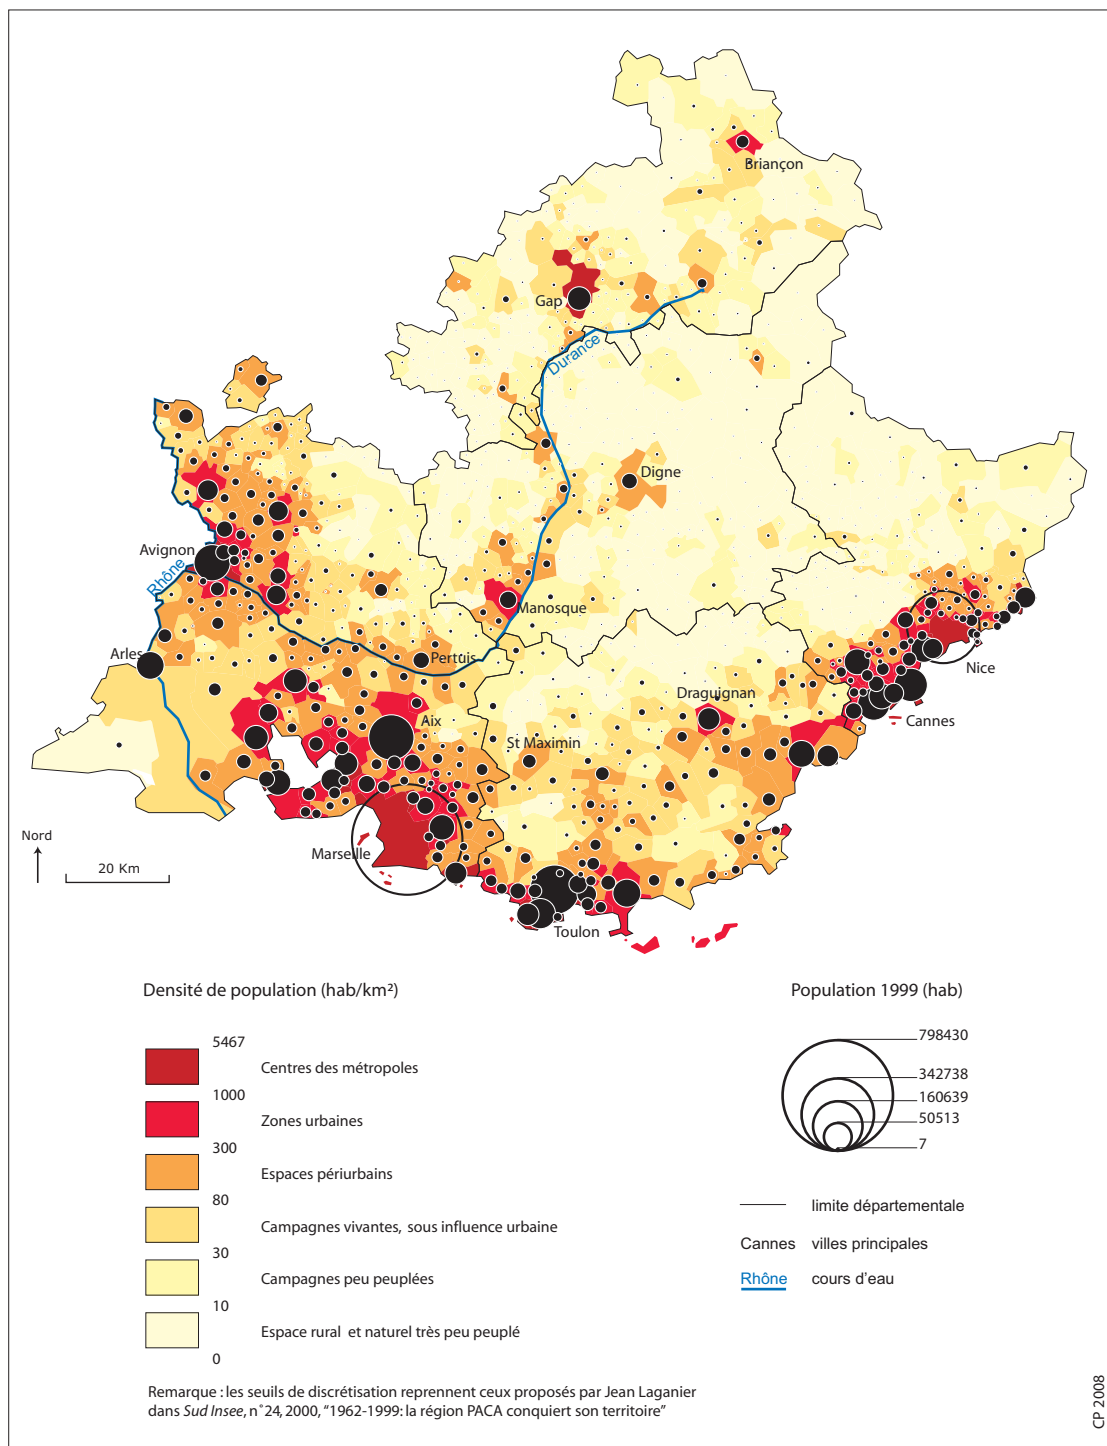 Briançon
Gap
Durance
Digne
Avignon
Rhône
Manosque
Arles
Pertuis
Nice
Draguignan
Cannes
Aix
St Maximin
Nord
20 Km
Marseille
Toulon
Densité de population (hab/km²)
5467
Centres des métropoles
1000
Zones urbaines
300
Espaces périurbains
80
Campagnes vivantes, sous influence urbaine
30
Campagnes peu peuplées
10
Espace rural et naturel très peu peuplé
0
Population 1999 (hab)
798430
342738
160639
50513
7
limite départementale
Cannes villes principales
Rhône cours d'eau
Remarque : les seuils de discrétisation reprennent ceux proposés par Jean Laganier
dans Sud Insee, n°24, 2000, “1962-1999: la région PACA conquiert son territoire”
CP 2008